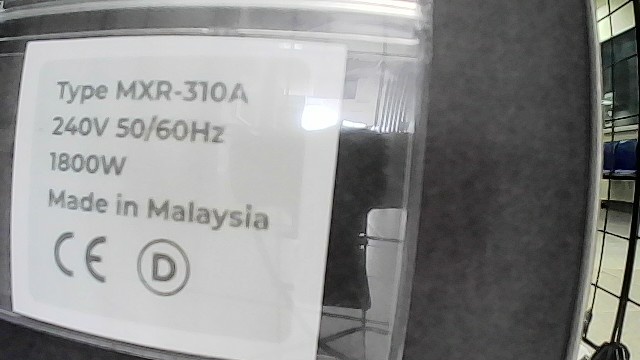 Type MXR-310A
240V 50/60Hz
1800W
Made in Malaysia
CE D